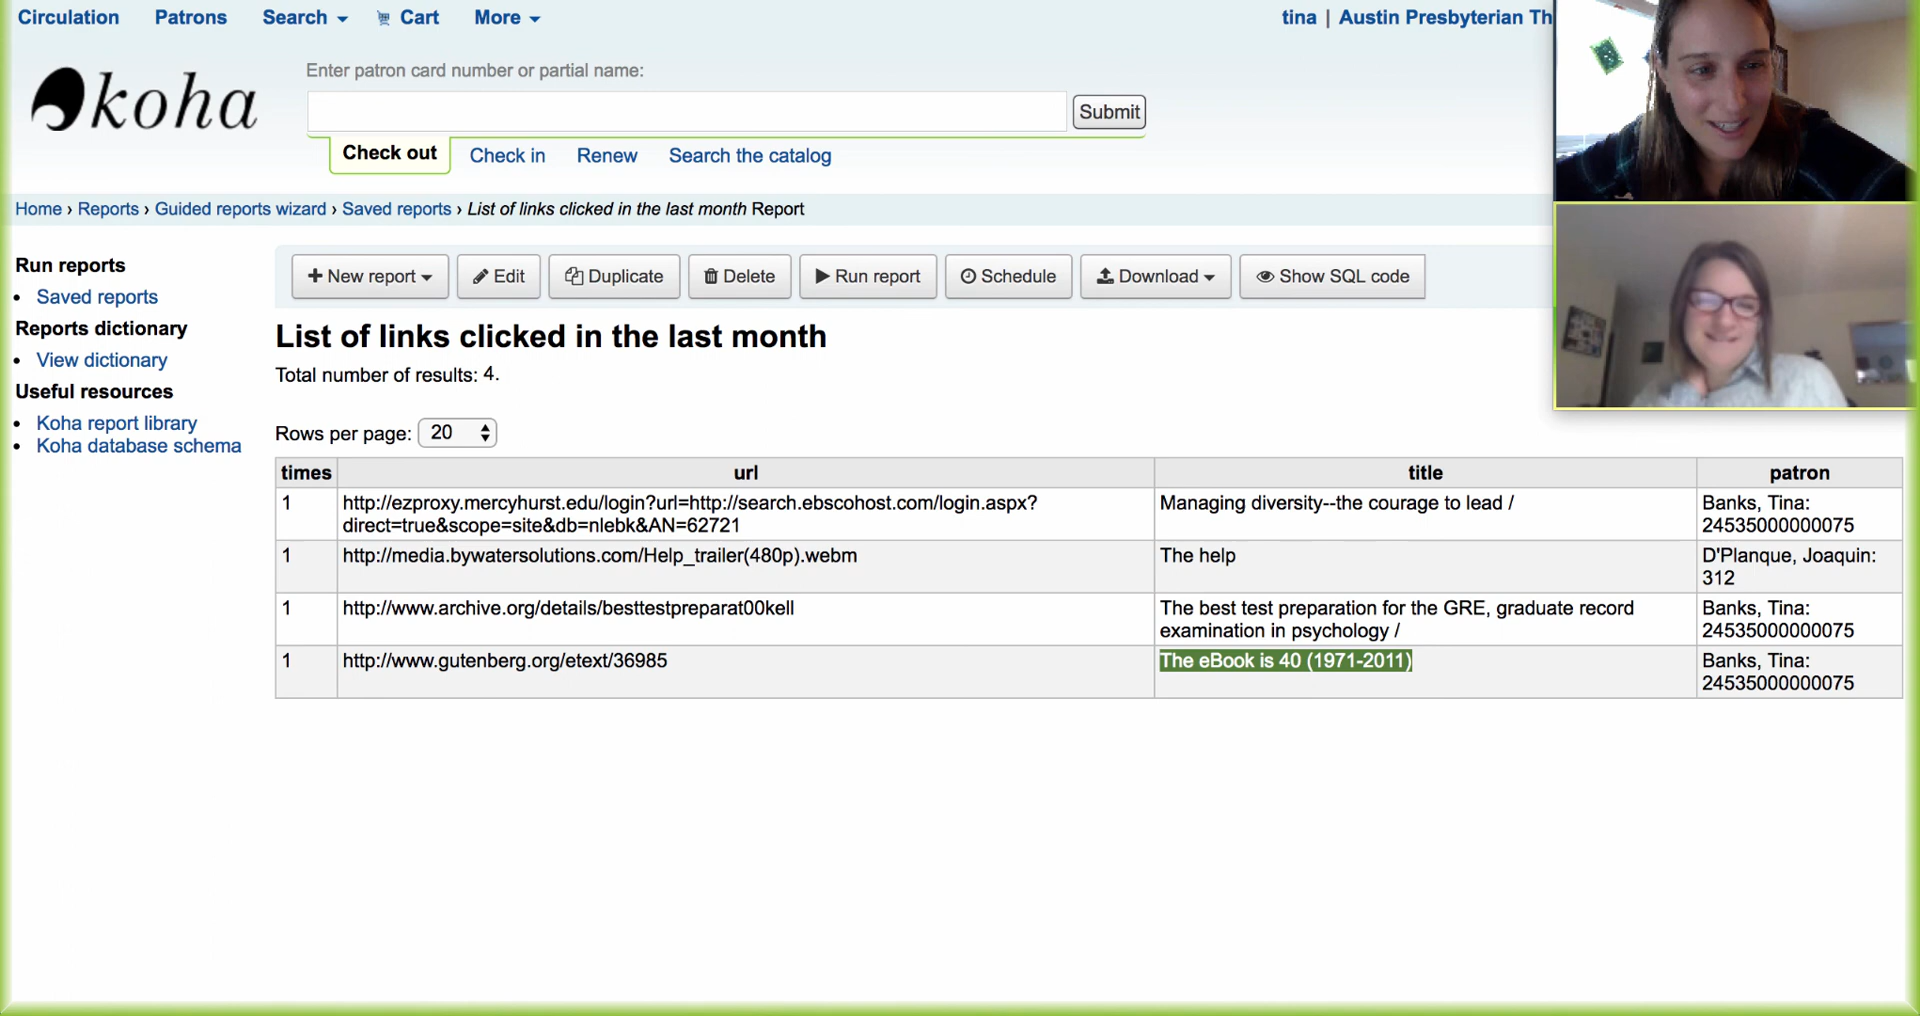 Circulation Patrons Search Cart More tina | Austin Presbyterian Th
koha
Enter patron card number or partial name:
Submit
Check out Check in Renew Search the catalog
Home › Reports › Guided reports wizard › Saved reports › List of links clicked in the last month Report
Run reports
• Saved reports
Reports dictionary
• View dictionary
Useful resources
• Koha report library
• Koha database schema
+ New report Edit Duplicate Delete Run report Schedule Download Show SQL code
List of links clicked in the last month
Total number of results: 4.
Rows per page: 20
times url title patron
1 http://ezproxy.mercyhurst.edu/login?url=http://search.ebscohost.com/login.aspx? Managing diversity--the courage to lead / Banks, Tina:
direct=true&scope=site&db=nlebk&AN=62721 24535000000075
1 http://media.bywatersolutions.com/Help_trailer(480p).webm The help D'Planque, Joaquin:
312
1 http://www.archive.org/details/besttestpreparat00kell The best test preparation for the GRE, graduate record Banks, Tina:
examination in psychology / 24535000000075
1 http://www.gutenberg.org/etext/36985 The eBook is 40 (1971-2011) Banks, Tina:
24535000000075